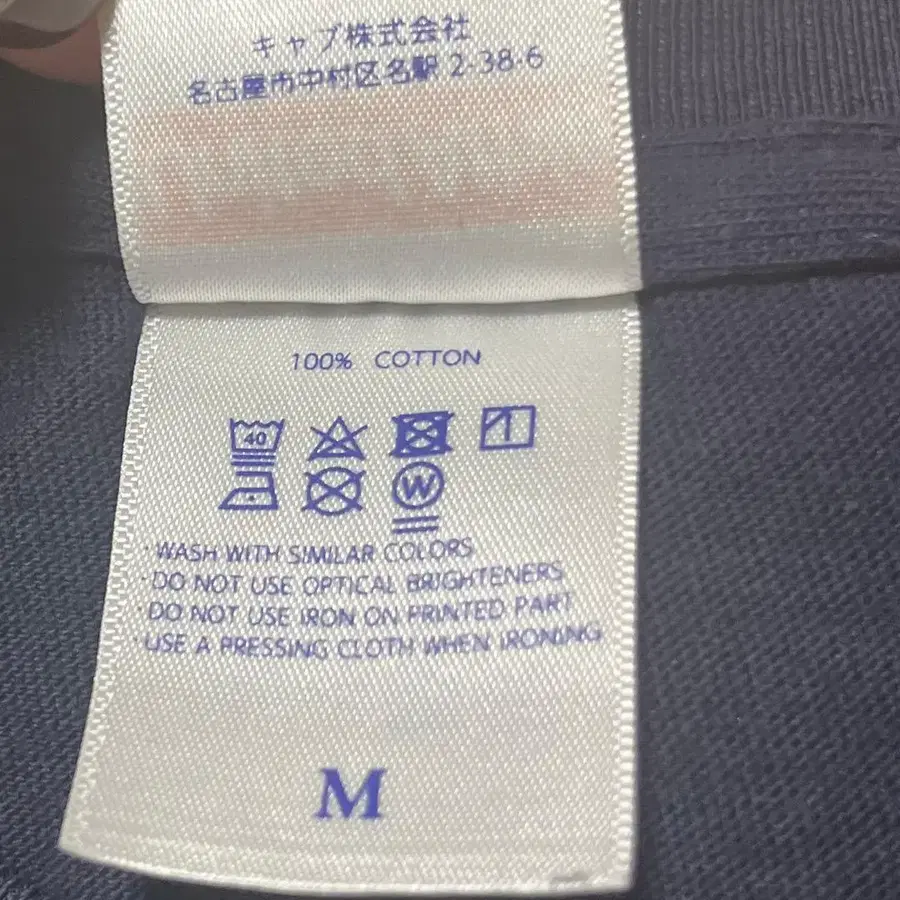 キャブ株式会社
名古屋市中村区名駅 2-38-6
100% COTTON
40
W
· WASH WITH SIMILAR COLORS
· DO NOT USE OPTICAL BRIGHTENERS
· DO NOT USE IRON ON PRINTED PART
· USE A PRESSING CLOTH WHEN IRONING
M